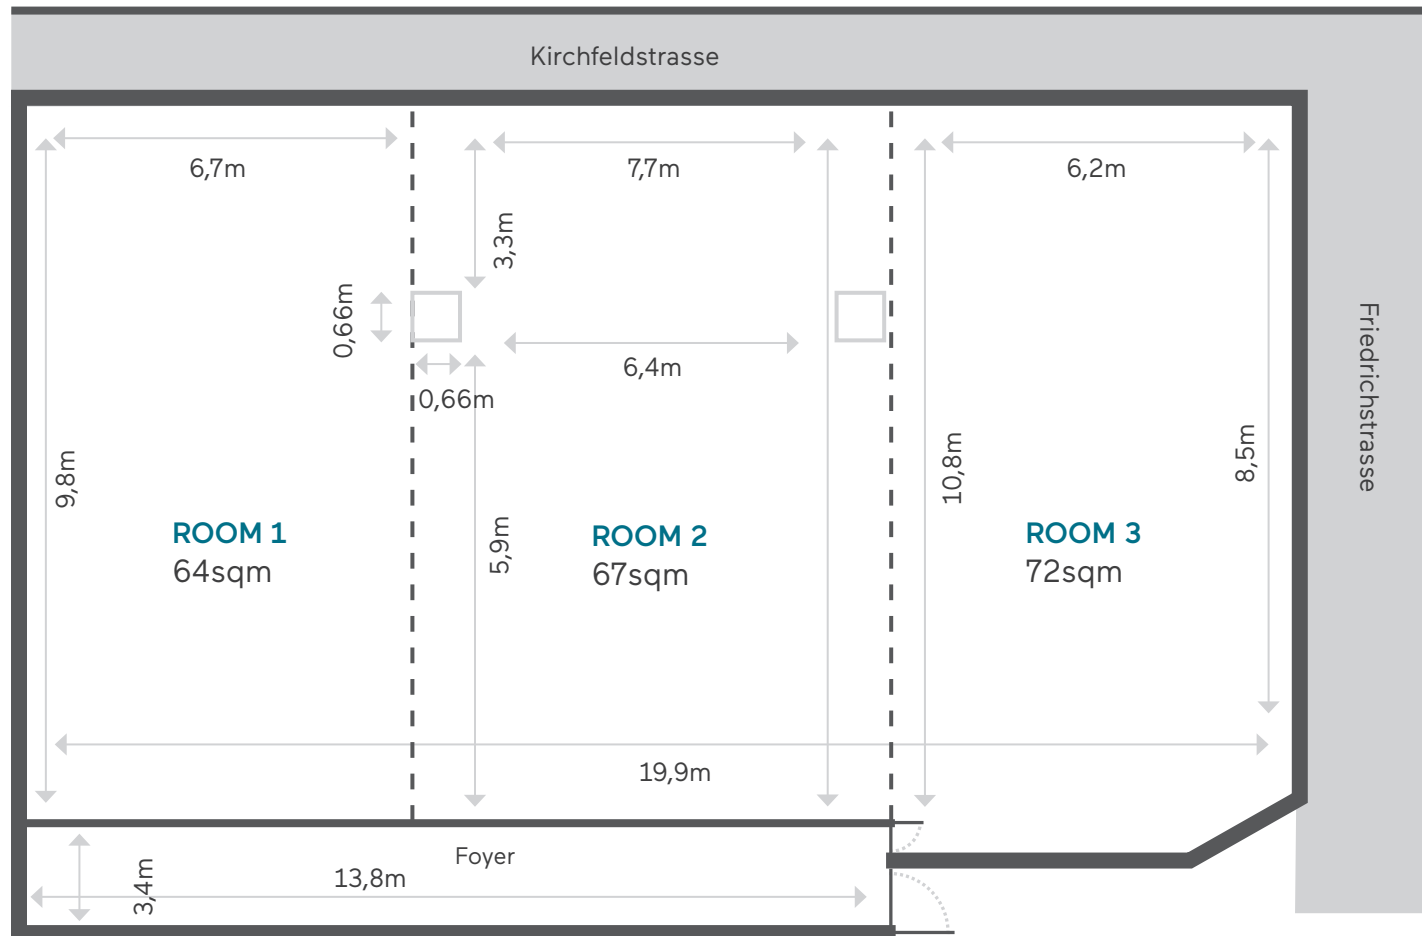 Kirchfeldstrasse
6,7m
7,7m
6,2m
3,3m
0,66m
6,4m
0,66m
Friedrichstrasse
9,8m
10,8m
8,5m
ROOM 1
64sqm
5,9m
ROOM 2
67sqm
ROOM 3
72sqm
19,9m
Foyer
3,4m
13,8m